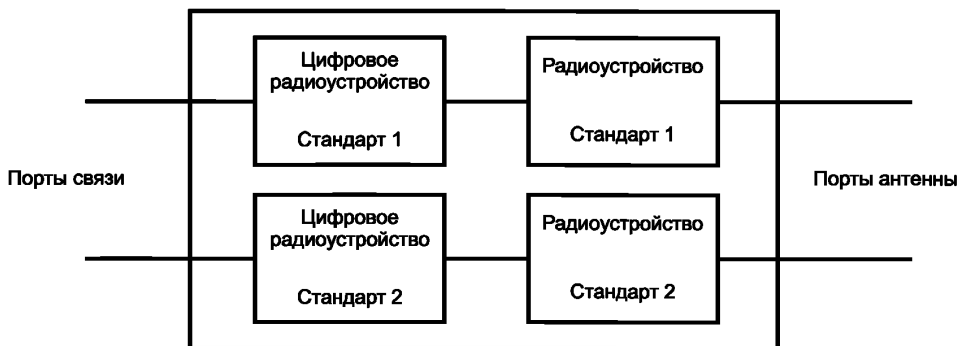 Цифровое
радиоустройство
Стандарт 1
Радиоустройство
Стандарт 1
Порты связи
Порты антенны
Цифровое
радиоустройство
Стандарт 2
Радиоустройство
Стандарт 2